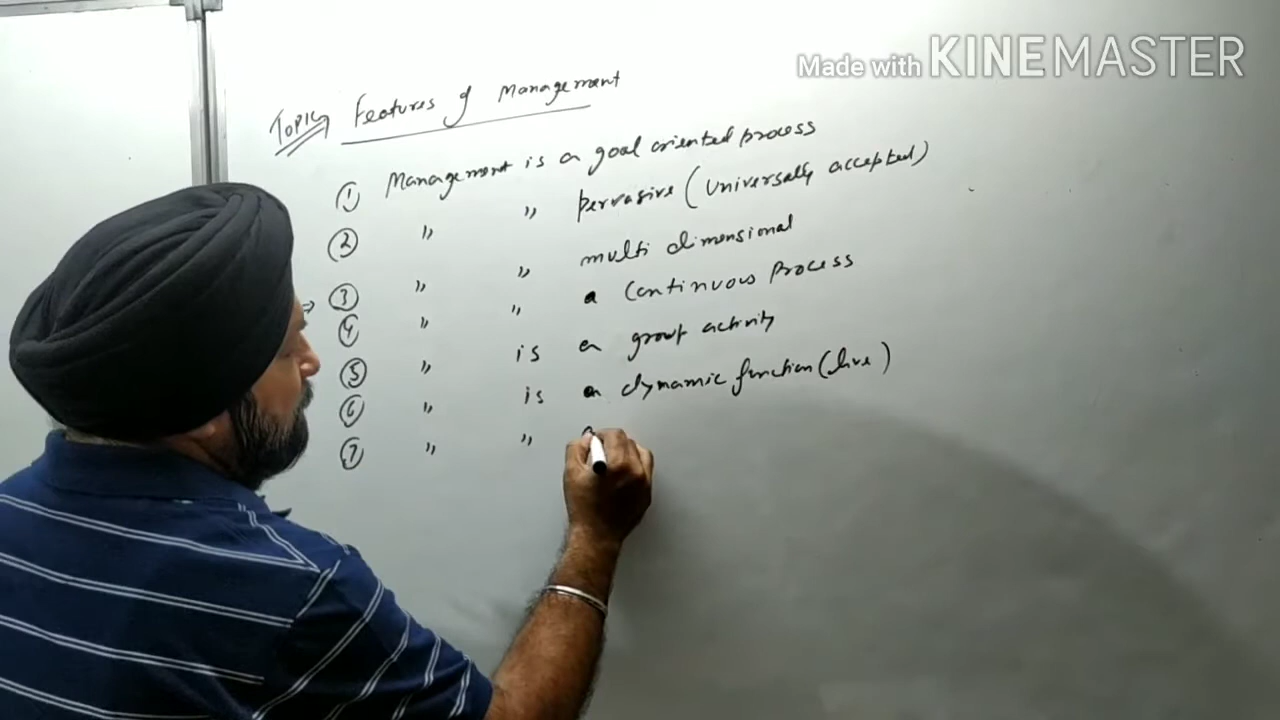 Made with KINEMASTER
TOPIC Features of Management
① Management is a goal oriented process
② " " Pervasive (Universally accepted)
③ " " multi dimensional
④ " " a Continuous Process
⑤ " is a group activity
⑥ " is a dynamic function (live)
⑦ " " a